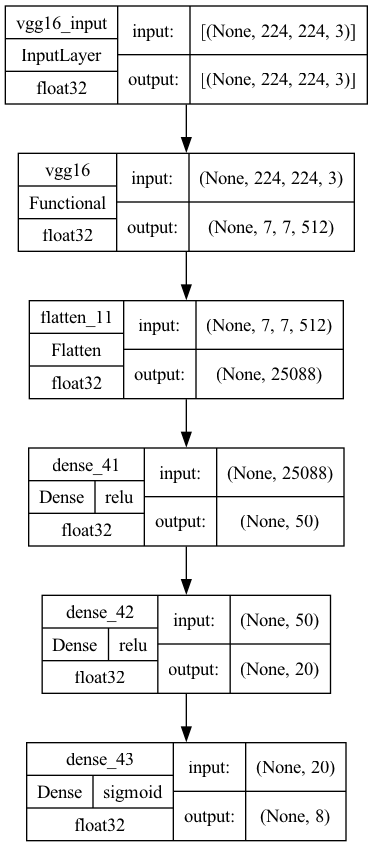 vgg16_input
InputLayer
float32
input:
[(None, 224, 224, 3)]
output:
[(None, 224, 224, 3)]
vgg16
Functional
float32
input:
(None, 224, 224, 3)
output:
(None, 7, 7, 512)
flatten_11
Flatten
float32
input:
(None, 7, 7, 512)
output:
(None, 25088)
dense_41
Dense relu
float32
input:
(None, 25088)
output:
(None, 50)
dense_42
Dense relu
float32
input:
(None, 50)
output:
(None, 20)
dense_43
Dense sigmoid
float32
input:
(None, 20)
output:
(None, 8)